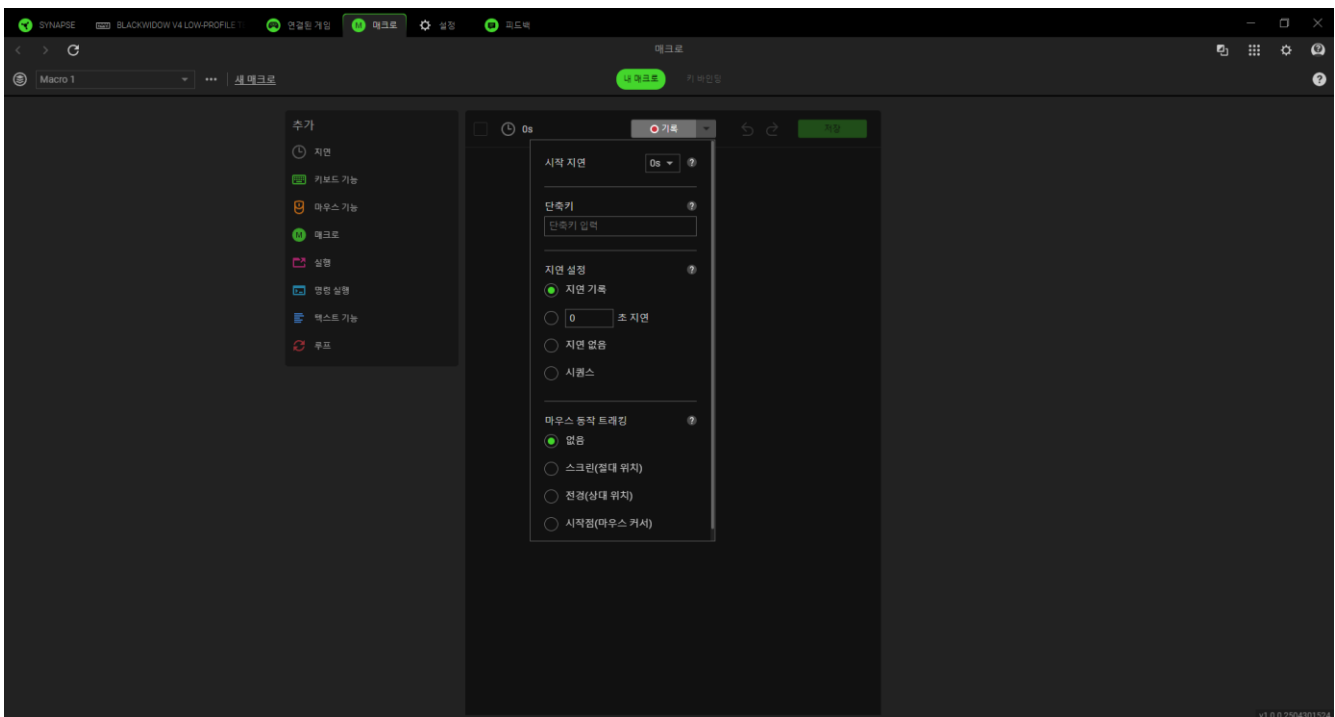 SYNAPSE
BLACKWIDOW V4 LOW-PROFILE T
연결된 게임
M 매크로
설정
피드백
매크로
Macro 1
새 매크로
내 매크로
키 바인딩
?
추가
지연
키보드 기능
마우스 기능
M 매크로
실행
명령 실행
텍스트 기능
루프
0s
기록
저장
시작 지연
0s
?
단축키
?
단축키 입력
지연 설정
?
지연 기록
0 초 지연
지연 없음
시퀀스
마우스 동작 트래킹
?
없음
스크린(절대 위치)
전경(상대 위치)
시작점(마우스 커서)
v1.0.0.2504301524